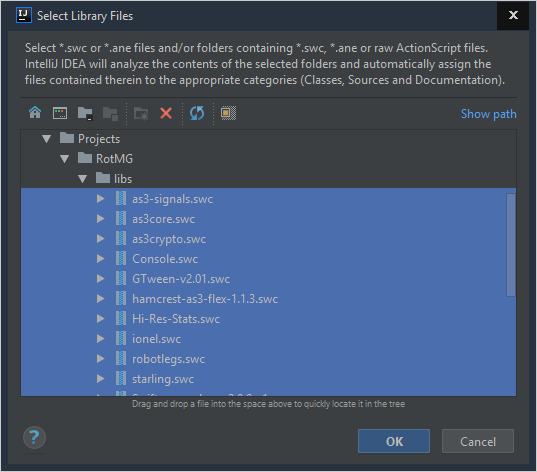 IJ
Select Library Files
X
Select *.swc or *.ane files and/or folders containing *.swc, *.ane or raw ActionScript files.
IntelliJ IDEA will analyze the contents of the selected folders and automatically assign the
files contained therein to the appropriate categories (Classes, Sources and Documentation).
Show path
Projects
RotMG
libs
as3-signals.swc
as3core.swc
as3crypto.swc
Console.swc
GTween-v2.01.swc
hamcrest-as3-flex-1.1.3.swc
Hi-Res-Stats.swc
ionel.swc
robotlegs.swc
starling.swc
Drag and drop a file into the space above to quickly locate it in the tree
?
OK
Cancel